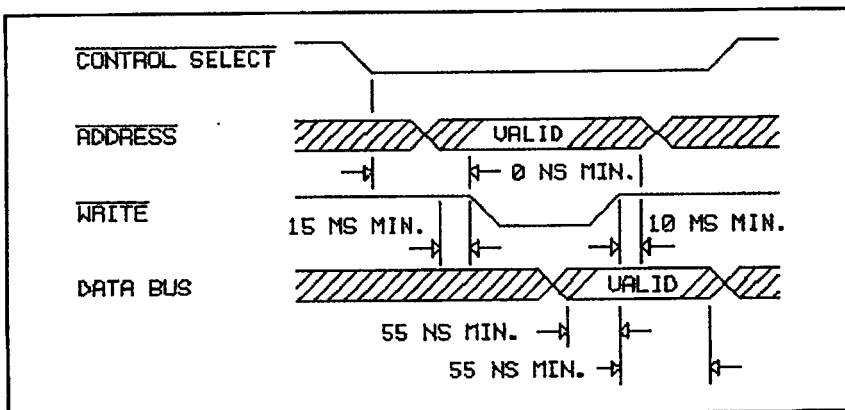 CONTROL SELECT
ADDRESS
VALID
0 NS MIN.
WRITE
15 MS MIN.
10 MS MIN.
DATA BUS
VALID
55 NS MIN.
55 NS MIN.